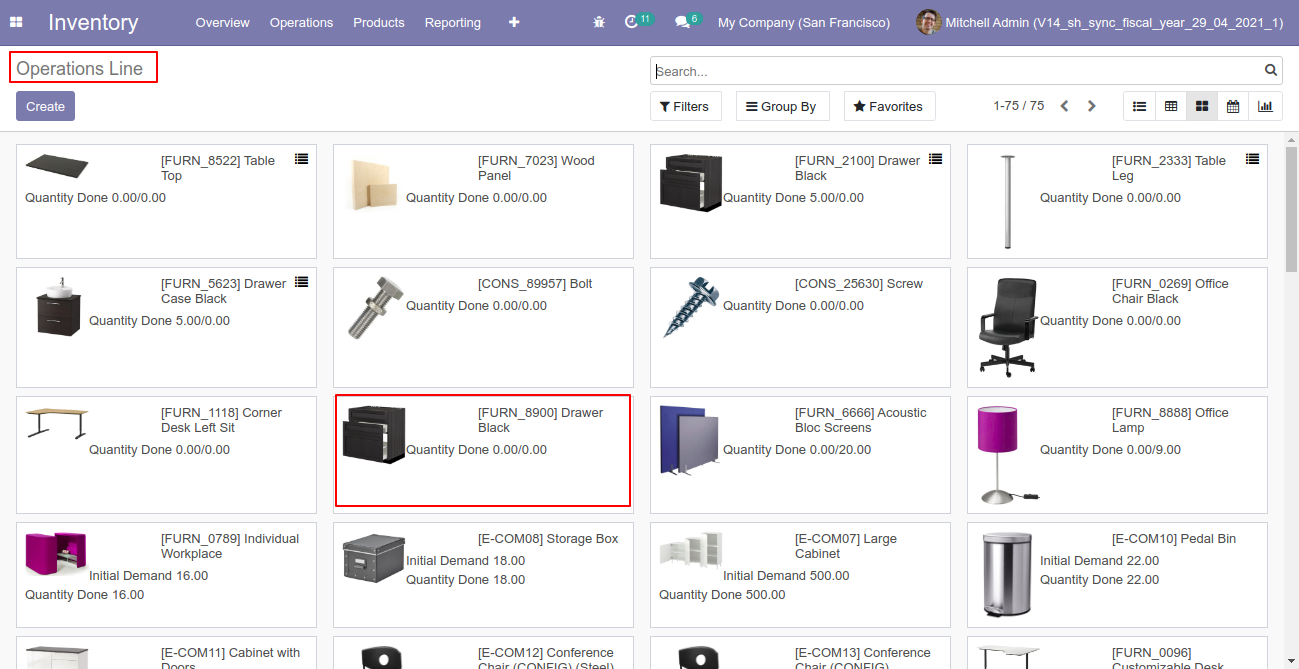 Inventory
Overview
Operations
Products
Reporting
11
6
My Company (San Francisco)
Mitchell Admin (V14_sh_sync_fiscal_year_29_04_2021_1)
Operations Line
Search...
Create
Filters
Group By
Favorites
1-75 / 75
[FURN_8522] Table
Top
Quantity Done 0.00/0.00
[FURN_7023] Wood
Panel
Quantity Done 0.00/0.00
[FURN_2100] Drawer
Black
Quantity Done 5.00/0.00
[FURN_2333] Table
Leg
Quantity Done 0.00/0.00
[FURN_5623] Drawer
Case Black
Quantity Done 5.00/0.00
[CONS_89957] Bolt
Quantity Done 0.00/0.00
[CONS_25630] Screw
Quantity Done 0.00/0.00
[FURN_0269] Office
Chair Black
Quantity Done 0.00/0.00
[FURN_1118] Corner
Desk Left Sit
Quantity Done 0.00/0.00
[FURN_8900] Drawer
Black
Quantity Done 0.00/0.00
[FURN_6666] Acoustic
Bloc Screens
Quantity Done 0.00/20.00
[FURN_8888] Office
Lamp
Quantity Done 0.00/9.00
[FURN_0789] Individual
Workplace
Initial Demand 16.00
Quantity Done 16.00
[E-COM08] Storage Box
Initial Demand 18.00
Quantity Done 18.00
[E-COM07] Large
Cabinet
Initial Demand 500.00
Quantity Done 500.00
[E-COM10] Pedal Bin
Initial Demand 22.00
Quantity Done 22.00
[E-COM11] Cabinet with
Doors
[E-COM12] Conference
Chair (CONFIG) (Steel)
[E-COM13] Conference
Chair (CONFIG)
[FURN_0096]
Customizable Desk